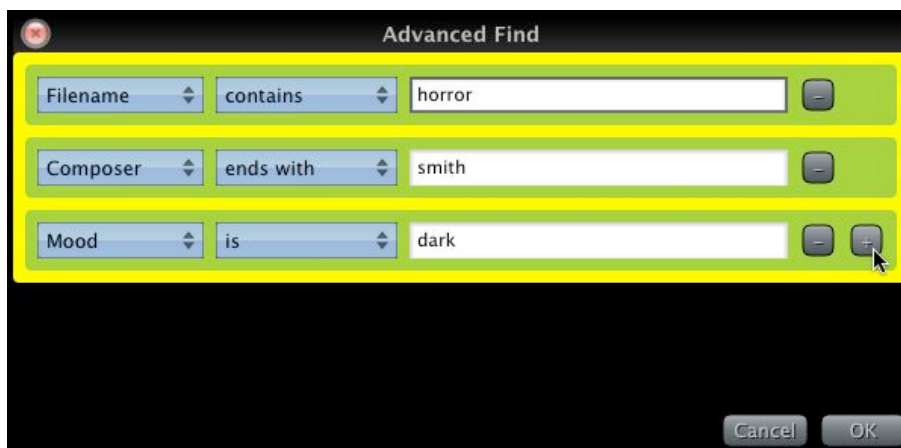 Advanced Find
Filename contains horror -
Composer ends with smith -
Mood is dark - +
Cancel OK